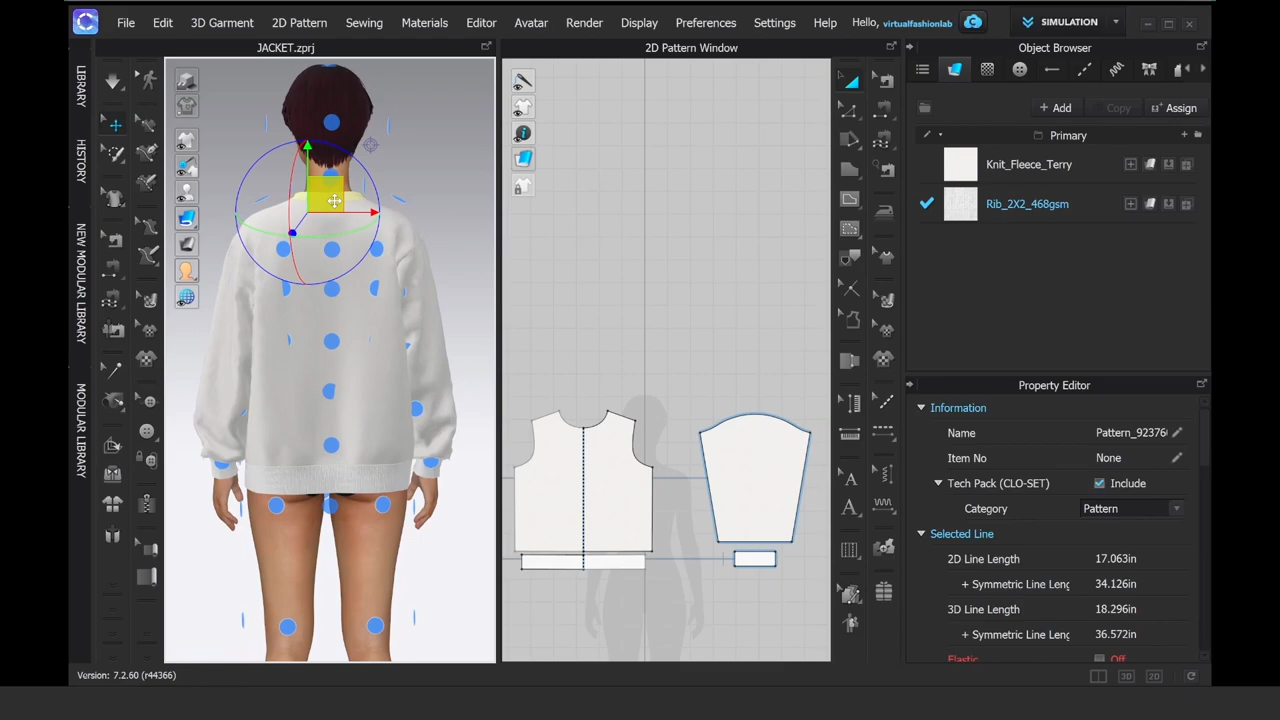 File Edit 3D Garment 2D Pattern Sewing Materials Editor Avatar Render Display Preferences Settings Help Hello, virtualfashionlab SIMULATION
JACKET.zprj
2D Pattern Window
Object Browser
LIBRARY
HISTORY
NEW MODULAR LIBRARY
MODULAR LIBRARY
+ Add Copy Assign
Primary
Knit_Fleece_Terry
Rib_2X2_468gsm
Property Editor
Information
Name Pattern_92376
Item No None
Tech Pack (CLO-SET) Include
Category Pattern
Selected Line
2D Line Length 17.063in
+ Symmetric Line Leng 34.126in
3D Line Length 18.296in
+ Symmetric Line Leng 36.572in
Elastic Off
Version: 7.2.60 (r44366)
3D 2D